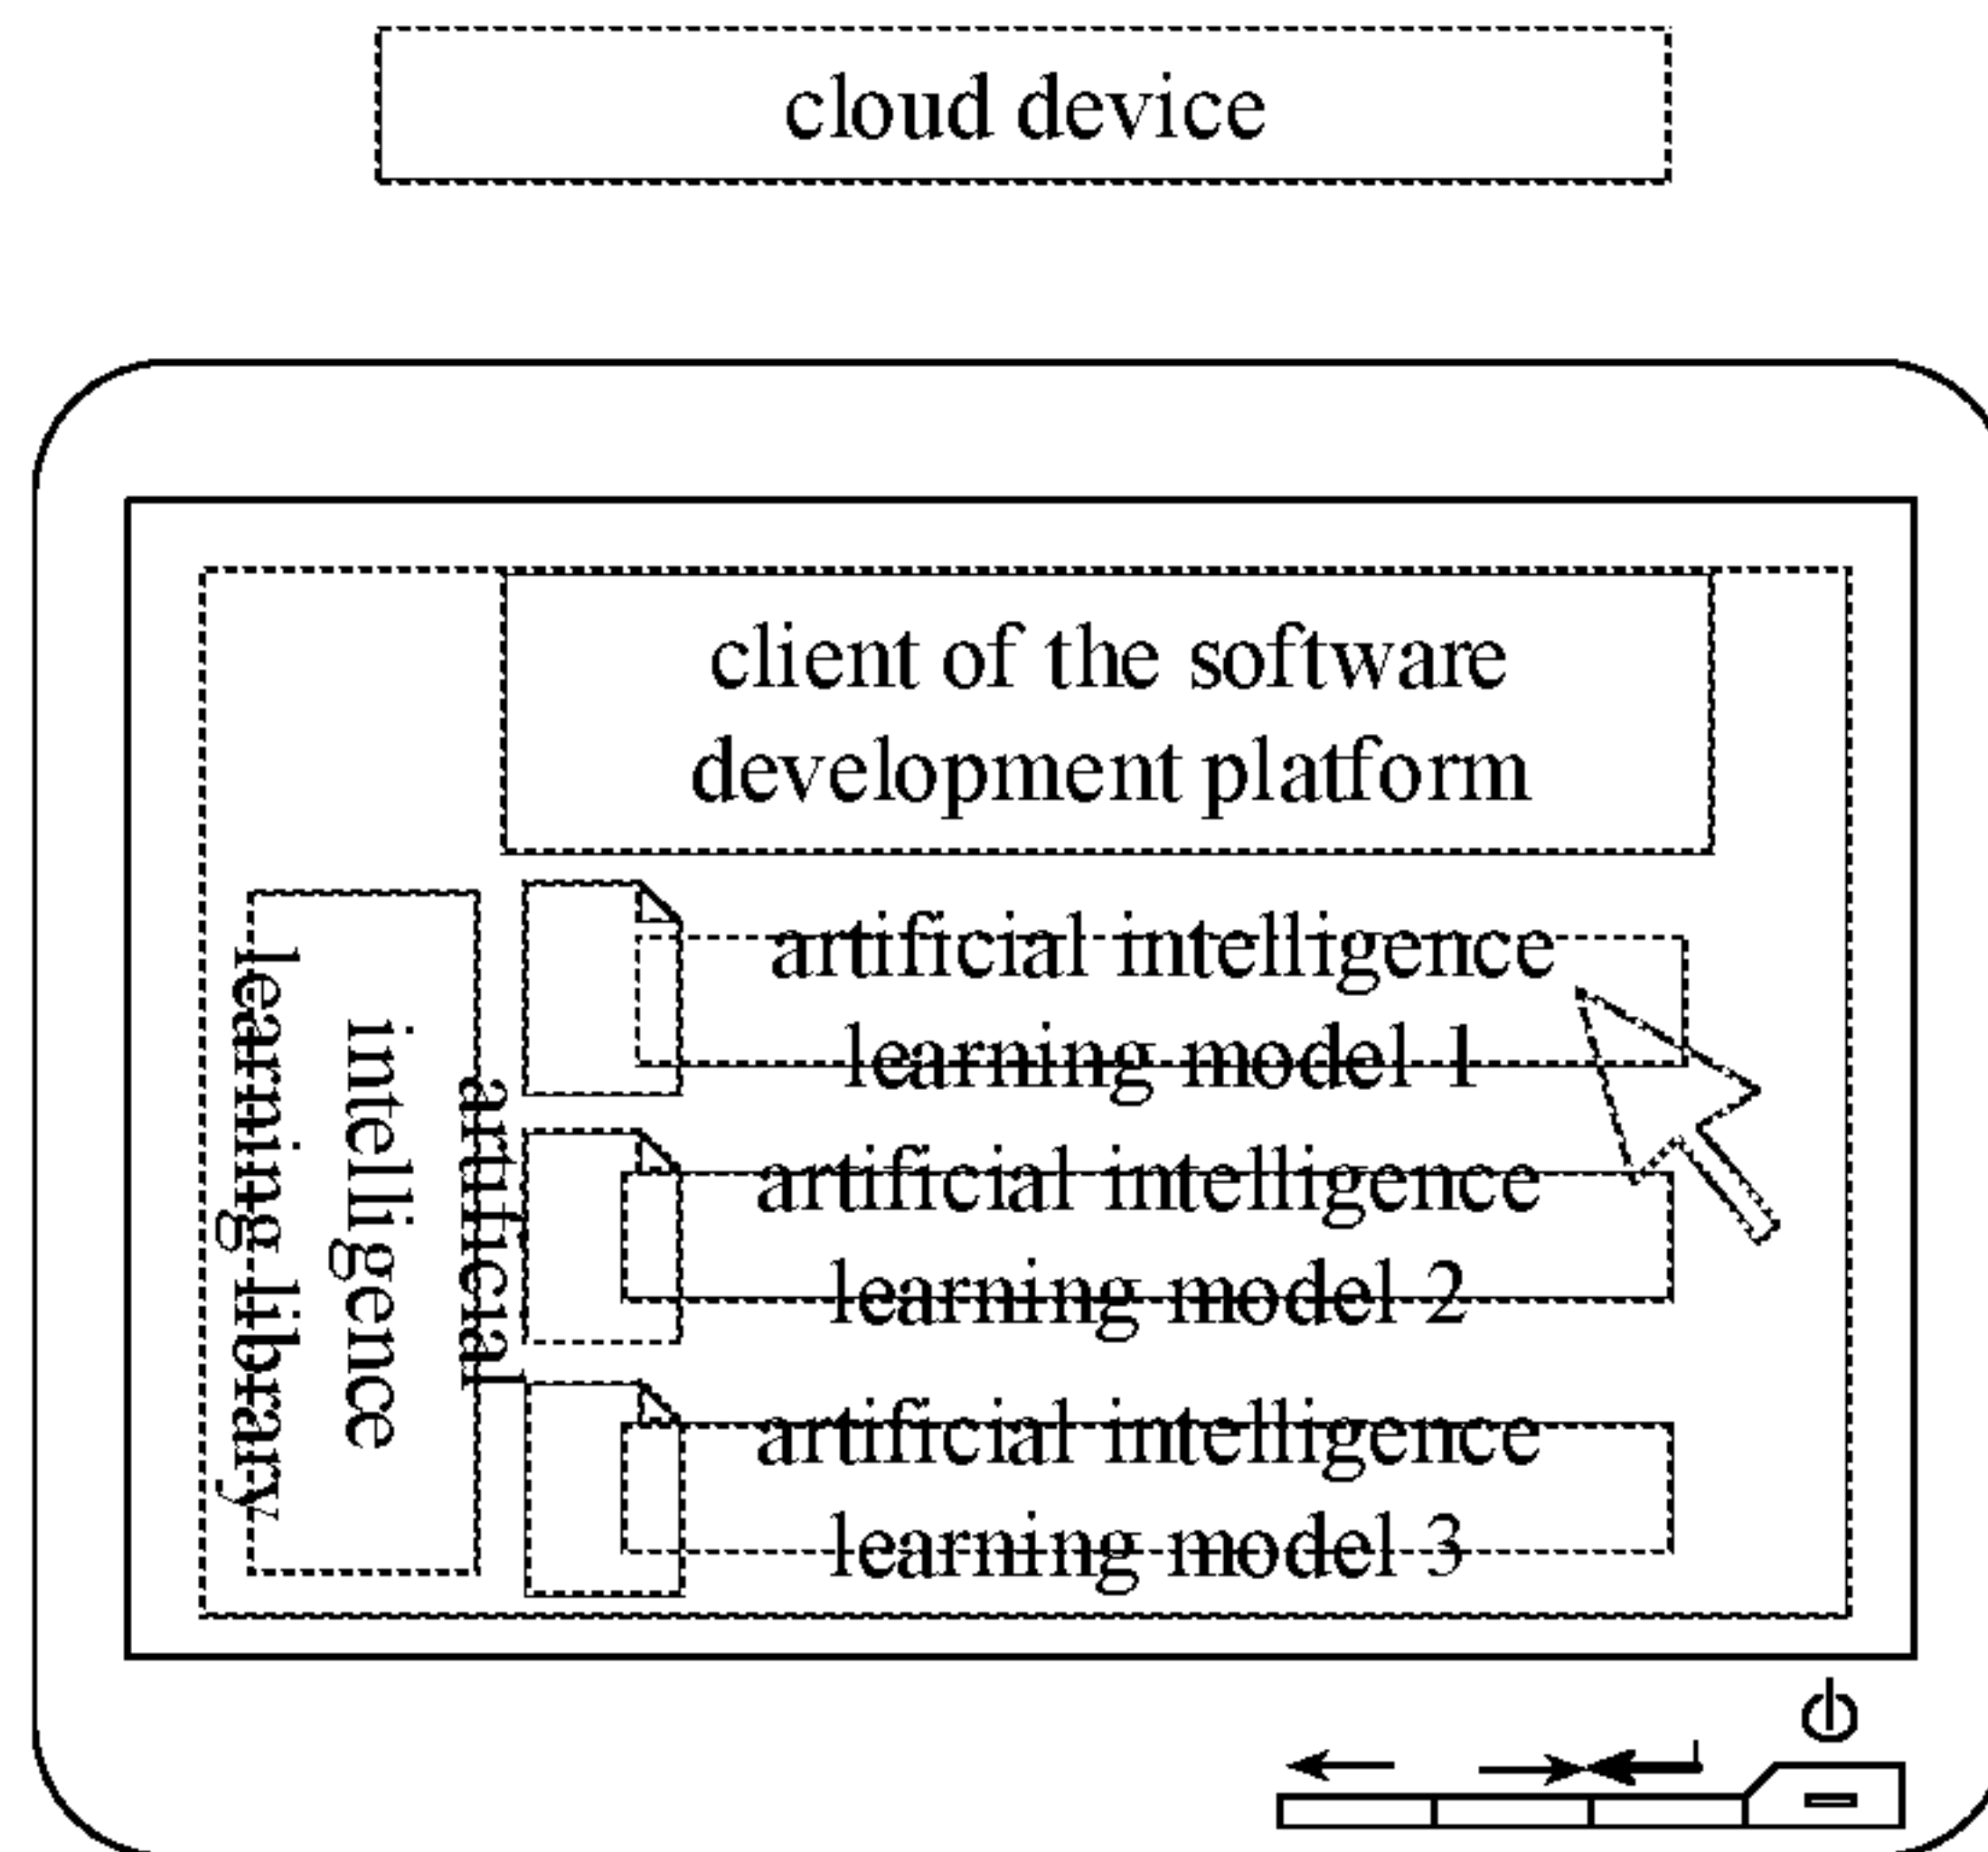 cloud device
client of the software
development platform
artificial
intelligence
learning library
artificial intelligence
learning model 1
artificial intelligence
learning model 2
artificial intelligence
learning model 3